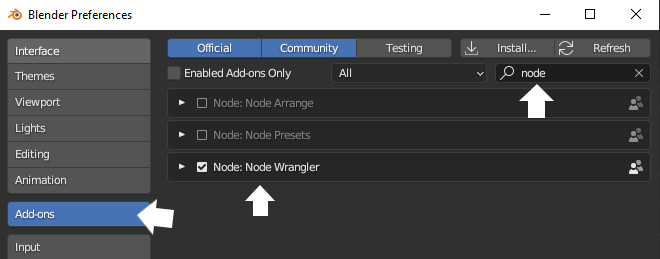 Blender Preferences
Interface
Themes
Viewport
Lights
Editing
Animation
Add-ons
Input
Official Community Testing Install... Refresh
Enabled Add-ons Only All node
Node: Node Arrange
Node: Node Presets
Node: Node Wrangler